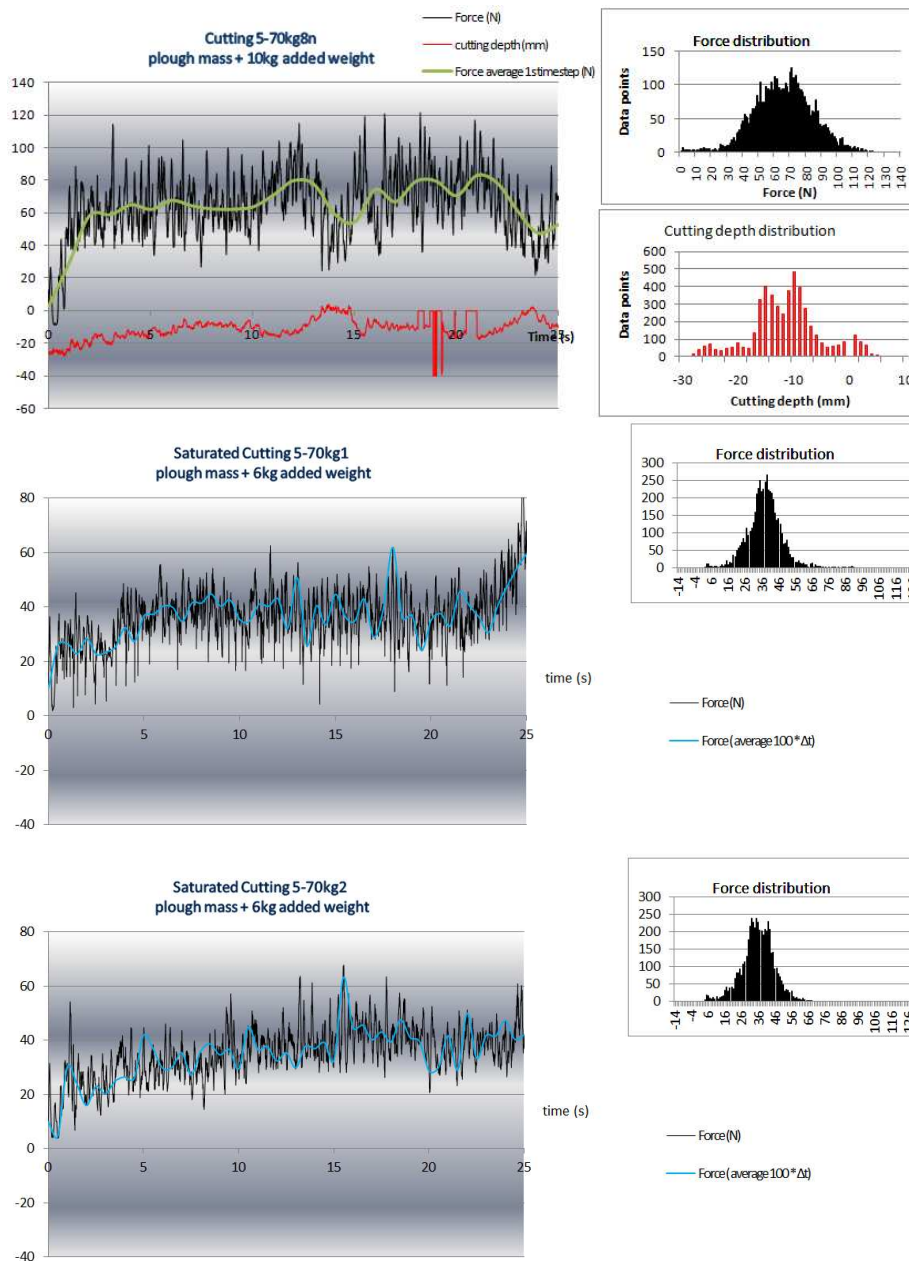 Cutting 5-70kg8n
plough mass + 10kg added weight
Force (N)
cutting depth (mm)
Force average 1stimestep (N)
140
120
100
80
60
40
20
0
-20
-40
-60
0 5 10 15 20 25
Time (s)
Force distribution
Data points
150
100
50
0
0 10 20 30 40 50 60 70 80 90 100 110 120 130 140
Force (N)
Cutting depth distribution
Data points
600
500
400
300
200
100
0
-30 -20 -10 0 10
Cutting depth (mm)
Saturated Cutting 5-70kg1
plough mass + 6kg added weight
80
60
40
20
0
-20
-40
0 5 10 15 20 25
time (s)
Force distribution
300
250
200
150
100
50
0
-14 -4 6 16 26 36 46 56 66 76 86 96 106 116 126
Force (N)
Force (average 100*Δt)
Saturated Cutting 5-70kg2
plough mass + 6kg added weight
80
60
40
20
0
-20
-40
0 5 10 15 20 25
time (s)
Force distribution
300
250
200
150
100
50
0
-14 -4 6 16 26 36 46 56 66 76 86 96 106 116 126
Force (N)
Force (average 100*Δt)